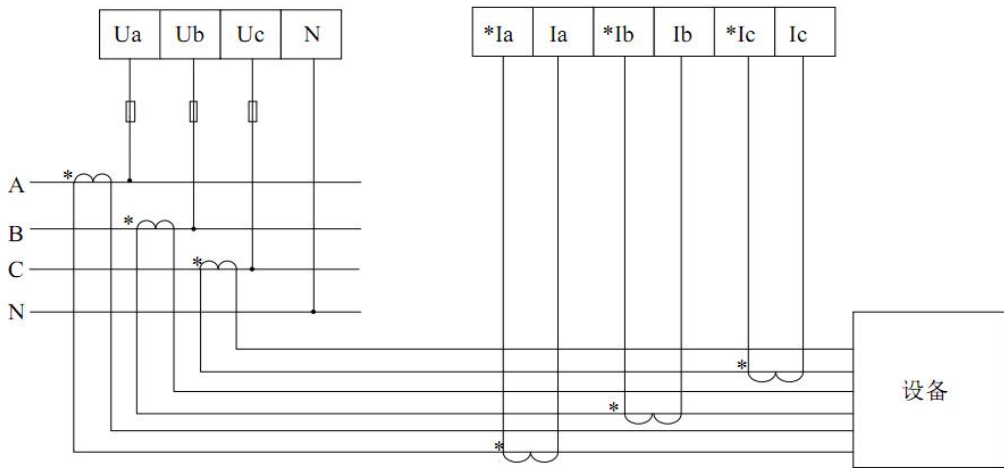 Ua Ub Uc N
*Ia Ia *Ib Ib *Ic Ic
* A
* B
* C
N
*
* 设备
*